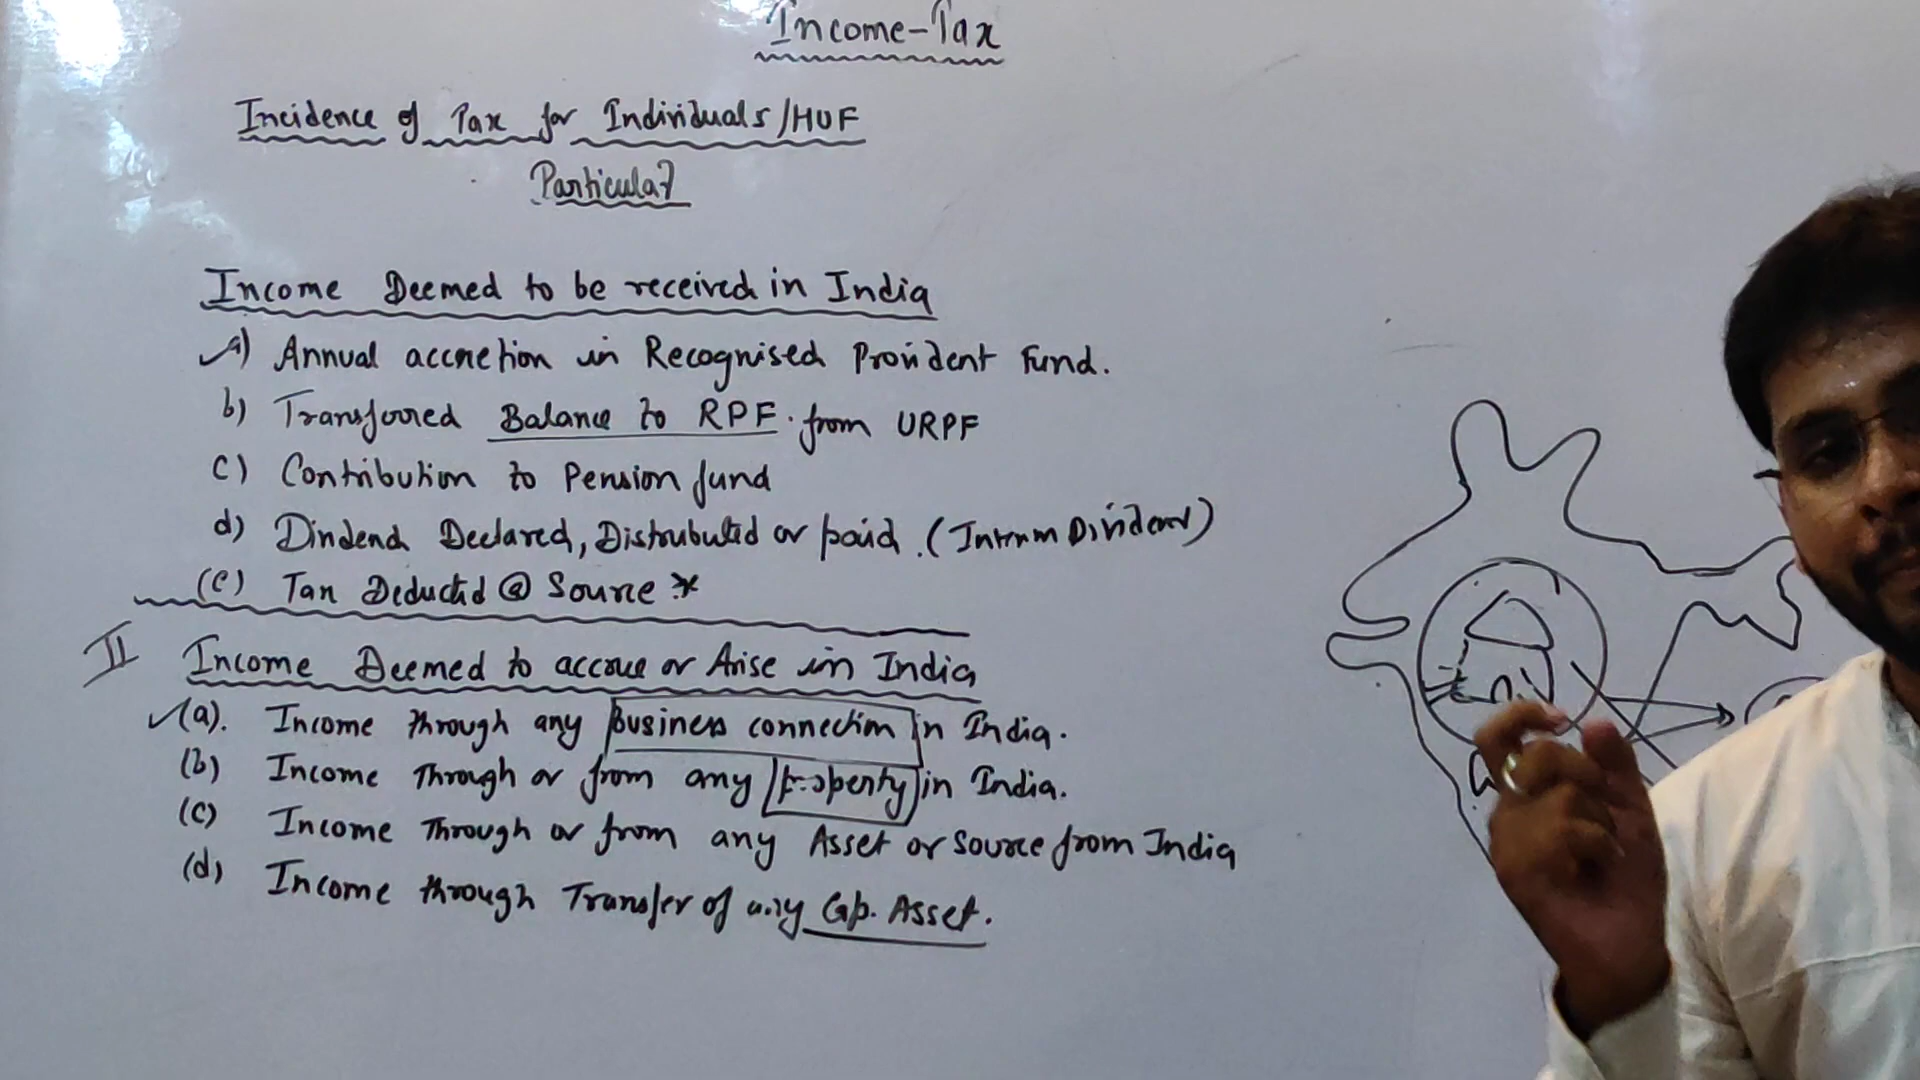 Income-Tax
Incidence of Tax for Individuals/HUF
Particular
Income Deemed to be received in India
a) Annual accretion in Recognised Provident Fund.
b) Transferred Balance to RPF. from URPF
c) Contribution to Pension fund
d) Dividend Declared, Distributed or paid. (Interim Dividend)
(e) Tax Deducted @ Source *
II Income Deemed to accrue or Arise in India
(a). Income through any business connection in India.
(b) Income Through or from any Property in India.
(c) Income Through or from any Asset or Source from India
(d) Income through Transfer of any Cap. Asset.